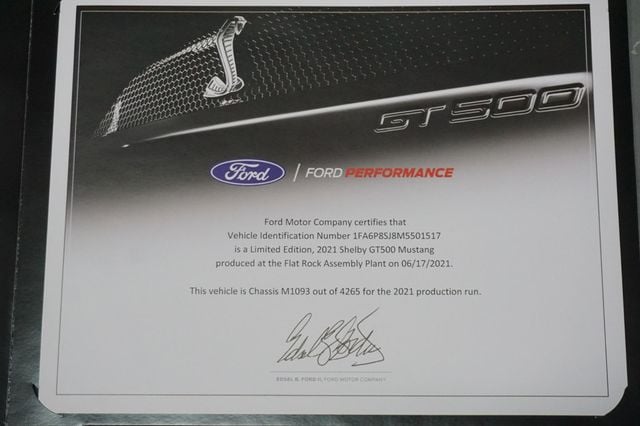 GT500
Ford | FORD PERFORMANCE
Ford Motor Company certifies that
Vehicle Identification Number 1FA6P8SJ8M5501517
is a Limited Edition, 2021 Shelby GT500 Mustang
produced at the Flat Rock Assembly Plant on 06/17/2021.
This vehicle is Chassis M1093 out of 4265 for the 2021 production run.
EDSAL B. FORD II, FORD MOTOR COMPANY